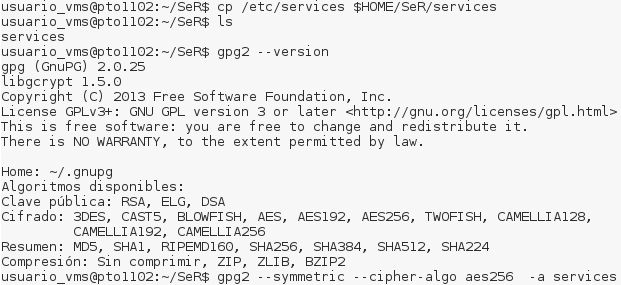 usuario_vms@pto1102:~/SeR$ cp /etc/services $HOME/SeR/services
usuario_vms@pto1102:~/SeR$ ls
services
usuario_vms@pto1102:~/SeR$ gpg2 --version
gpg (GnuPG) 2.0.25
libgcrypt 1.5.0
Copyright (C) 2013 Free Software Foundation, Inc.
License GPLv3+: GNU GPL version 3 or later <http://gnu.org/licenses/gpl.html>
This is free software: you are free to change and redistribute it.
There is NO WARRANTY, to the extent permitted by law.

Home: ~/.gnupg
Algoritmos disponibles:
Clave pública: RSA, ELG, DSA
Cifrado: 3DES, CAST5, BLOWFISH, AES, AES192, AES256, TWOFISH, CAMELLIA128,
         CAMELLIA192, CAMELLIA256
Resumen: MD5, SHA1, RIPEMD160, SHA256, SHA384, SHA512, SHA224
Compresión: Sin comprimir, ZIP, ZLIB, BZIP2
usuario_vms@pto1102:~/SeR$ gpg2 --symmetric --cipher-algo aes256  -a services